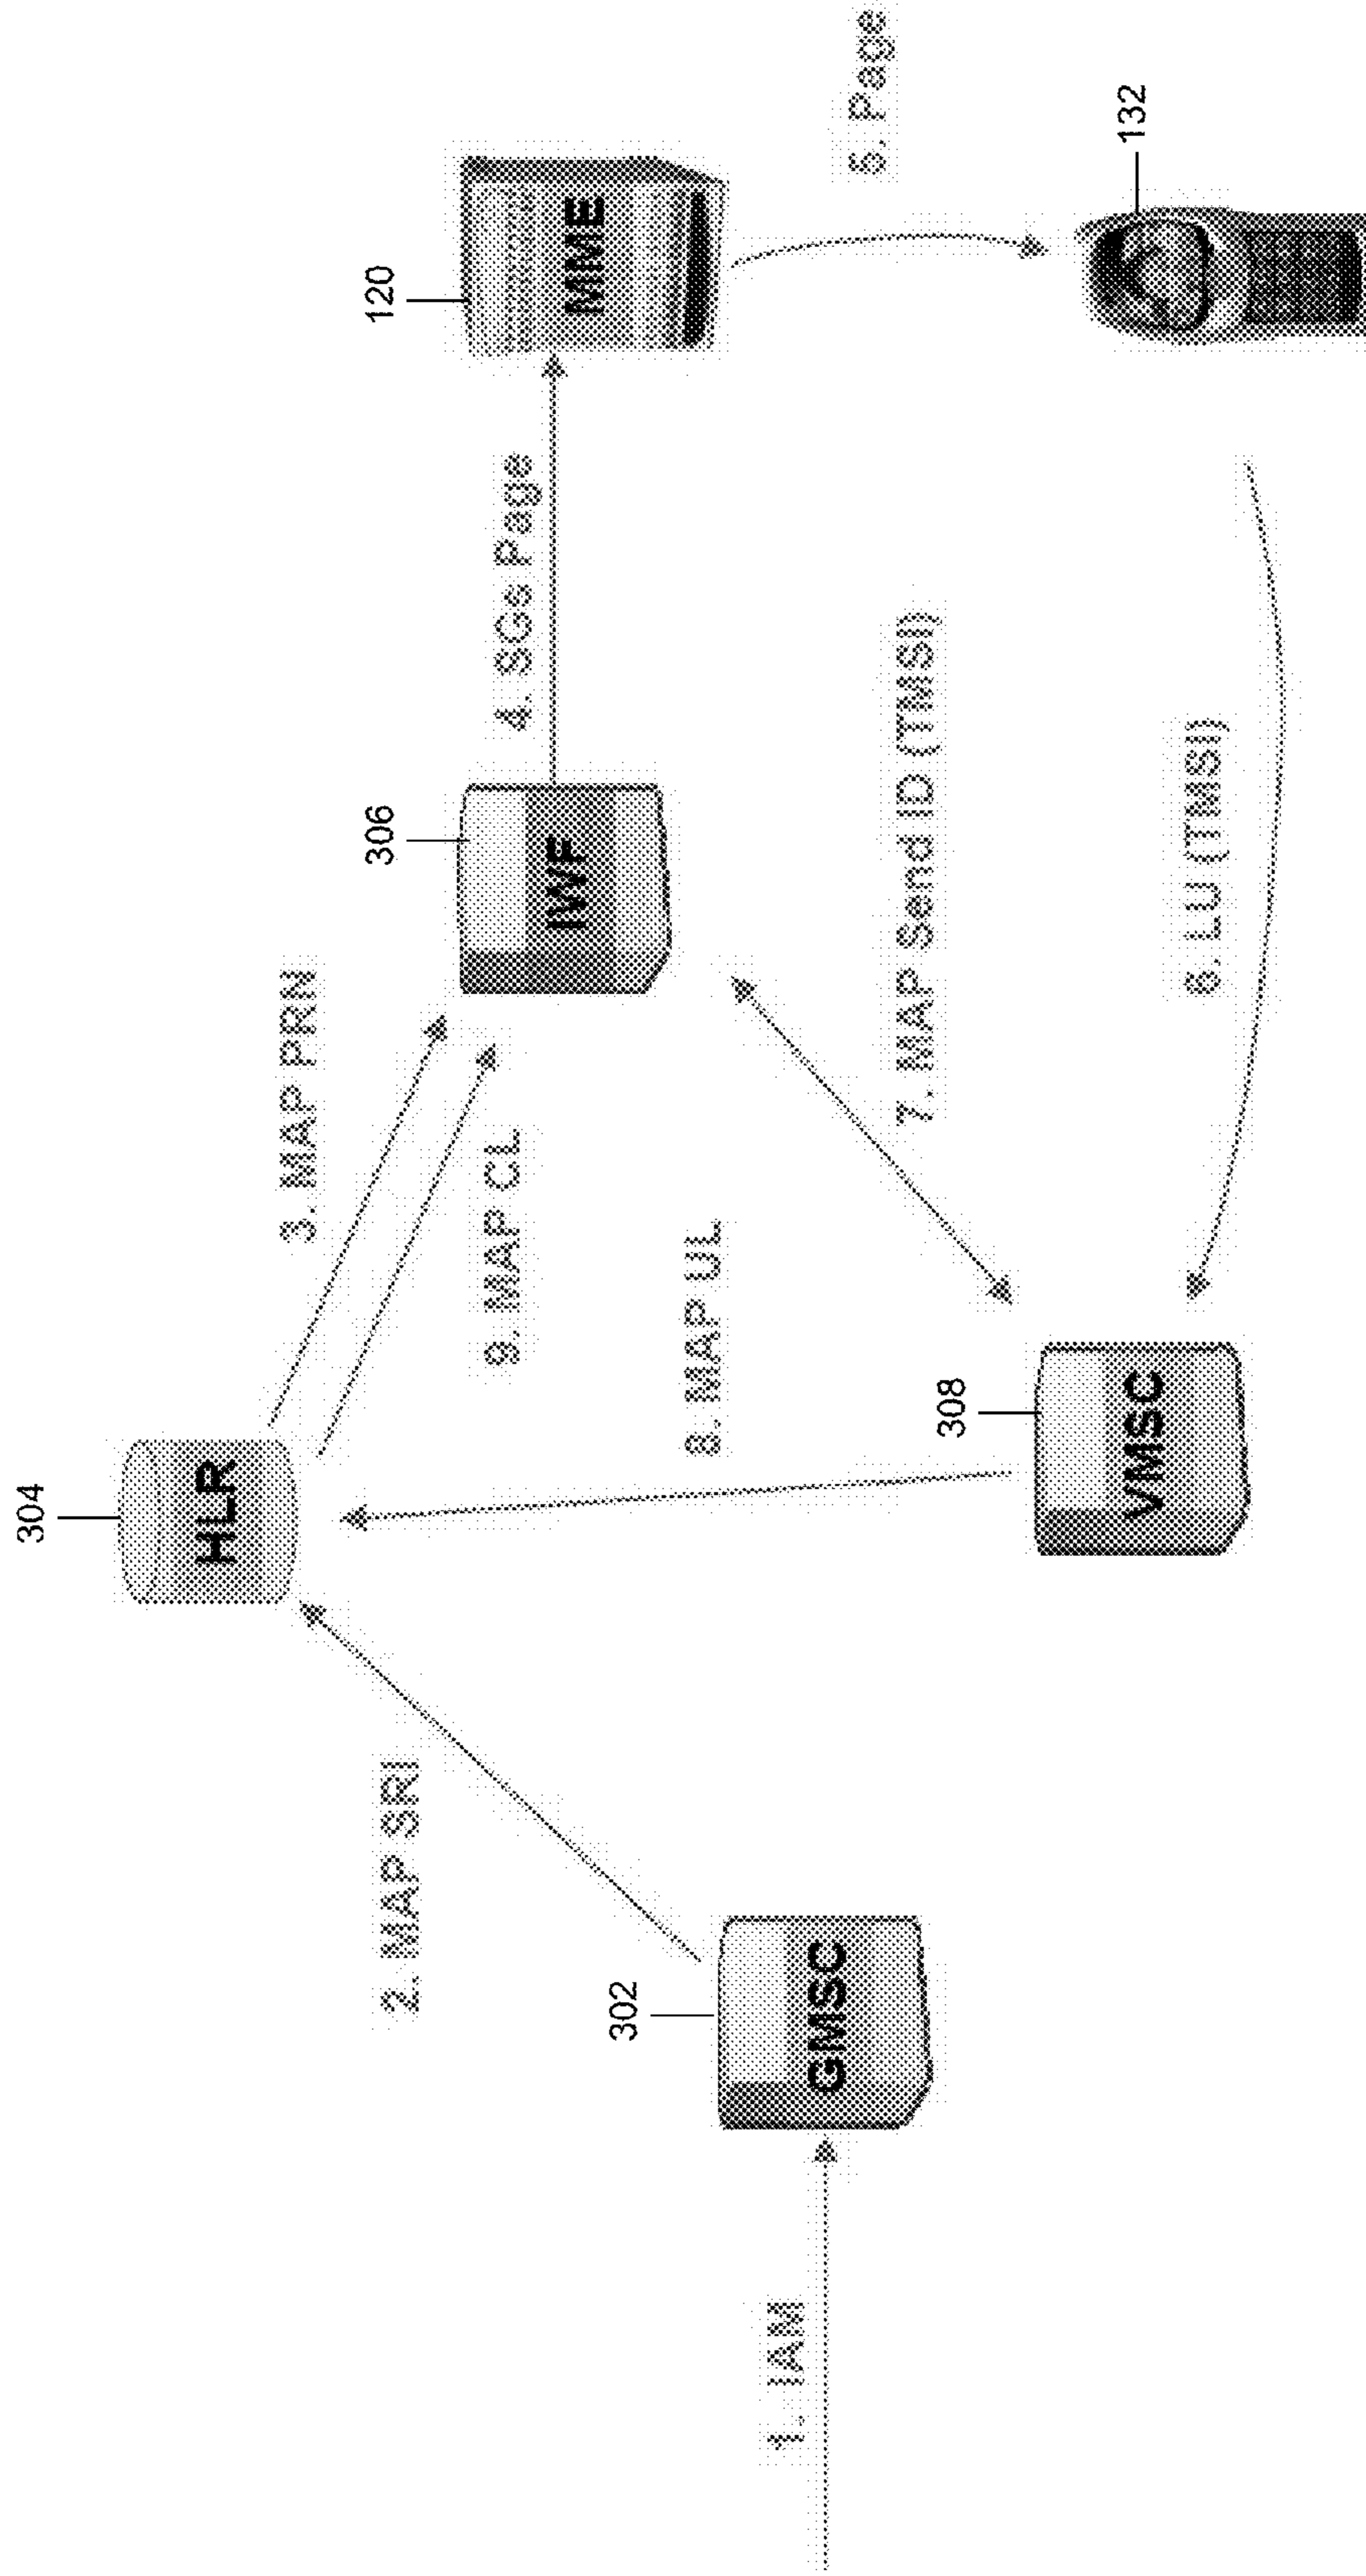 304
HLR
3. MAP PRN
120
MME
306
IWF
4. SGs Page
2. MAP SRI
9. MAP CL
302
GMSC
8. MAP UL
5. Page
7. MAP Send ID (TMSI)
1. IAM
308
VMSC
132
6. LU (TMSI)